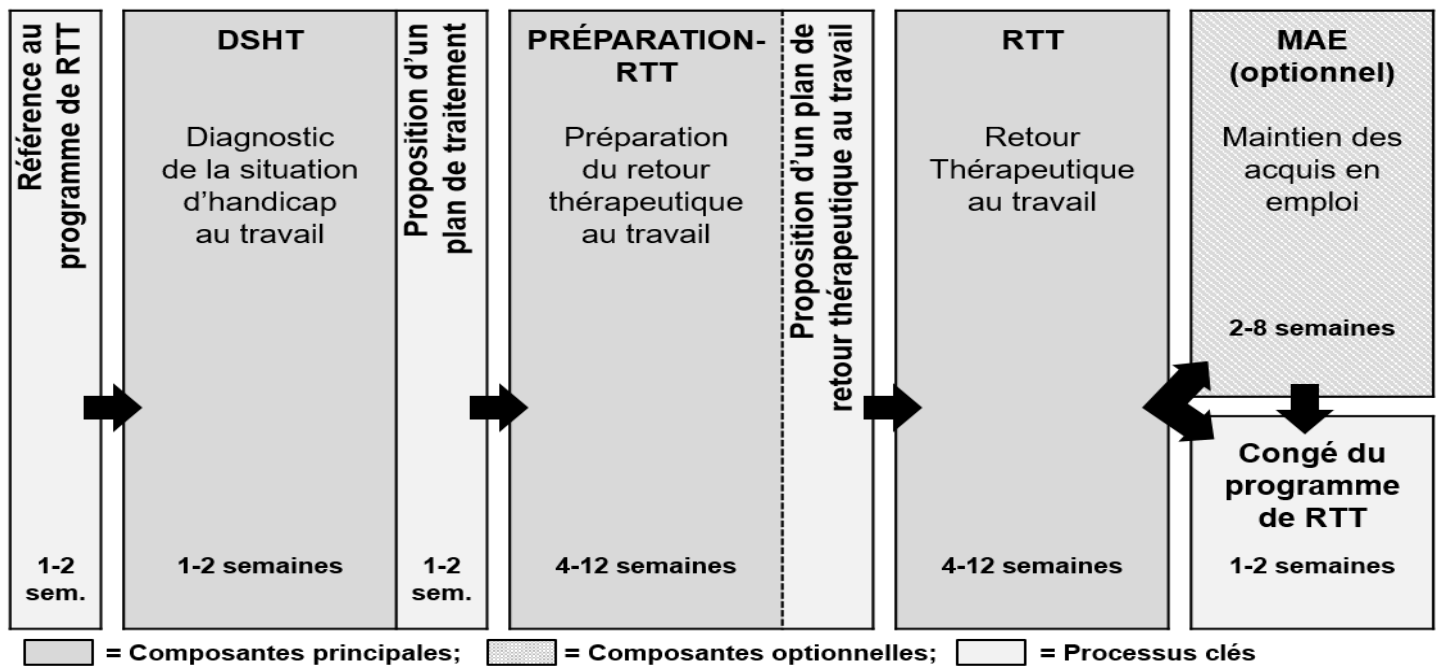 Référence au
programme de RTT
1-2
sem.
DSHT
Diagnostic
de la situation
d’handicap
au travail
1-2 semaines
Proposition d’un
plan de traitement
1-2
sem.
PRÉPARATION-
RTT
Préparation
du retour
thérapeutique
au travail
4-12 semaines
Proposition d’un plan de
retour thérapeutique au travail
RTT
Retour
Thérapeutique
au travail
4-12 semaines
MAE
(optionnel)
Maintien des
acquis en
emploi
2-8 semaines
Congé du
programme
de RTT
1-2 semaines
= Composantes principales; = Composantes optionnelles; = Processus clés